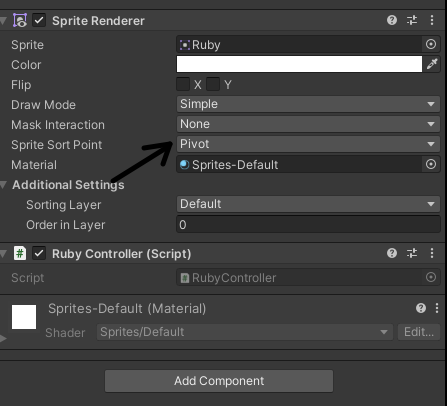 Sprite Renderer
Sprite Ruby
Color
Flip X Y
Draw Mode Simple
Mask Interaction None
Sprite Sort Point Pivot
Material Sprites-Default
Additional Settings
Sorting Layer Default
Order in Layer 0
# Ruby Controller (Script)
Script RubyController
Sprites-Default (Material)
Shader Sprites/Default Edit...
Add Component